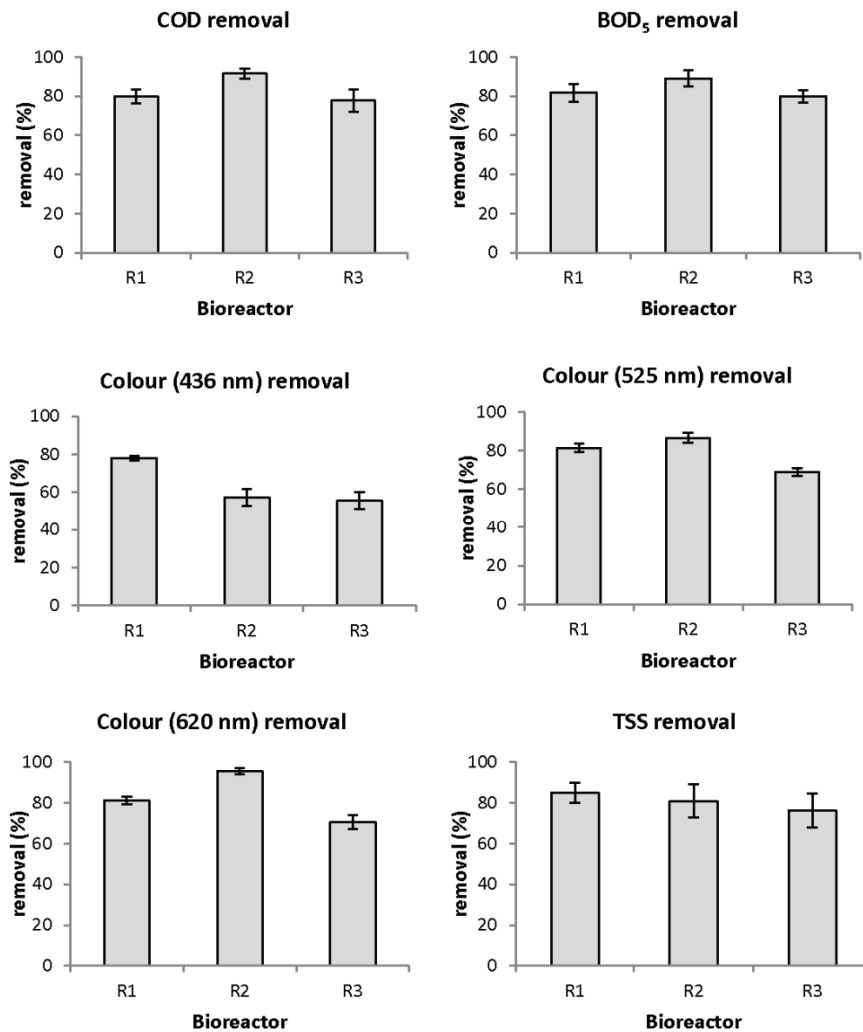 COD removal
removal (%)
100
80
60
40
20
0
R1 R2 R3
Bioreactor
BOD₅ removal
removal (%)
100
80
60
40
20
0
R1 R2 R3
Bioreactor
Colour (436 nm) removal
removal (%)
100
80
60
40
20
0
R1 R2 R3
Bioreactor
Colour (525 nm) removal
removal (%)
100
80
60
40
20
0
R1 R2 R3
Bioreactor
Colour (620 nm) removal
removal (%)
100
80
60
40
20
0
R1 R2 R3
Bioreactor
TSS removal
removal (%)
100
80
60
40
20
0
R1 R2 R3
Bioreactor